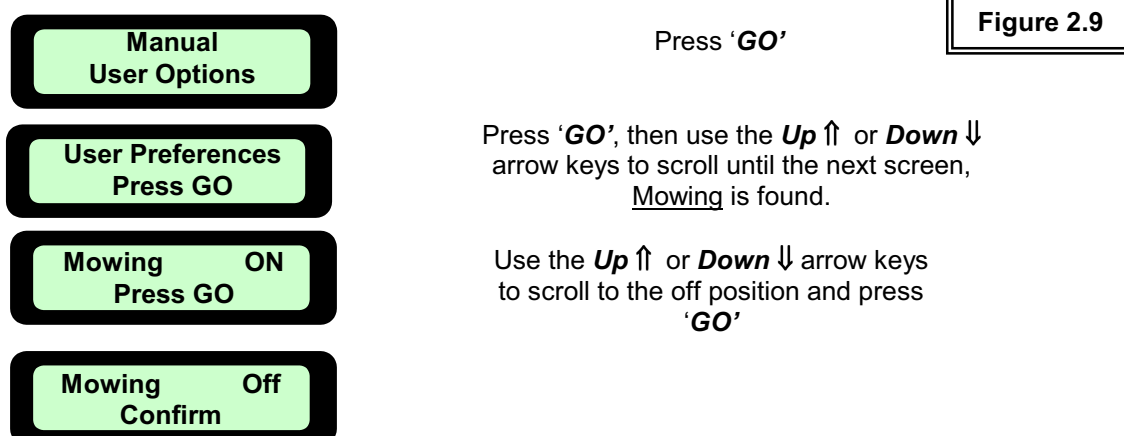 Figure 2.9
Manual
User Options
Press ‘GO’
User Preferences
Press GO
Press ‘GO’, then use the Up ⇑ or Down ⇓
arrow keys to scroll until the next screen,
Mowing is found.
Mowing ON
Press GO
Use the Up ⇑ or Down ⇓ arrow keys
to scroll to the off position and press
‘GO’
Mowing Off
Confirm